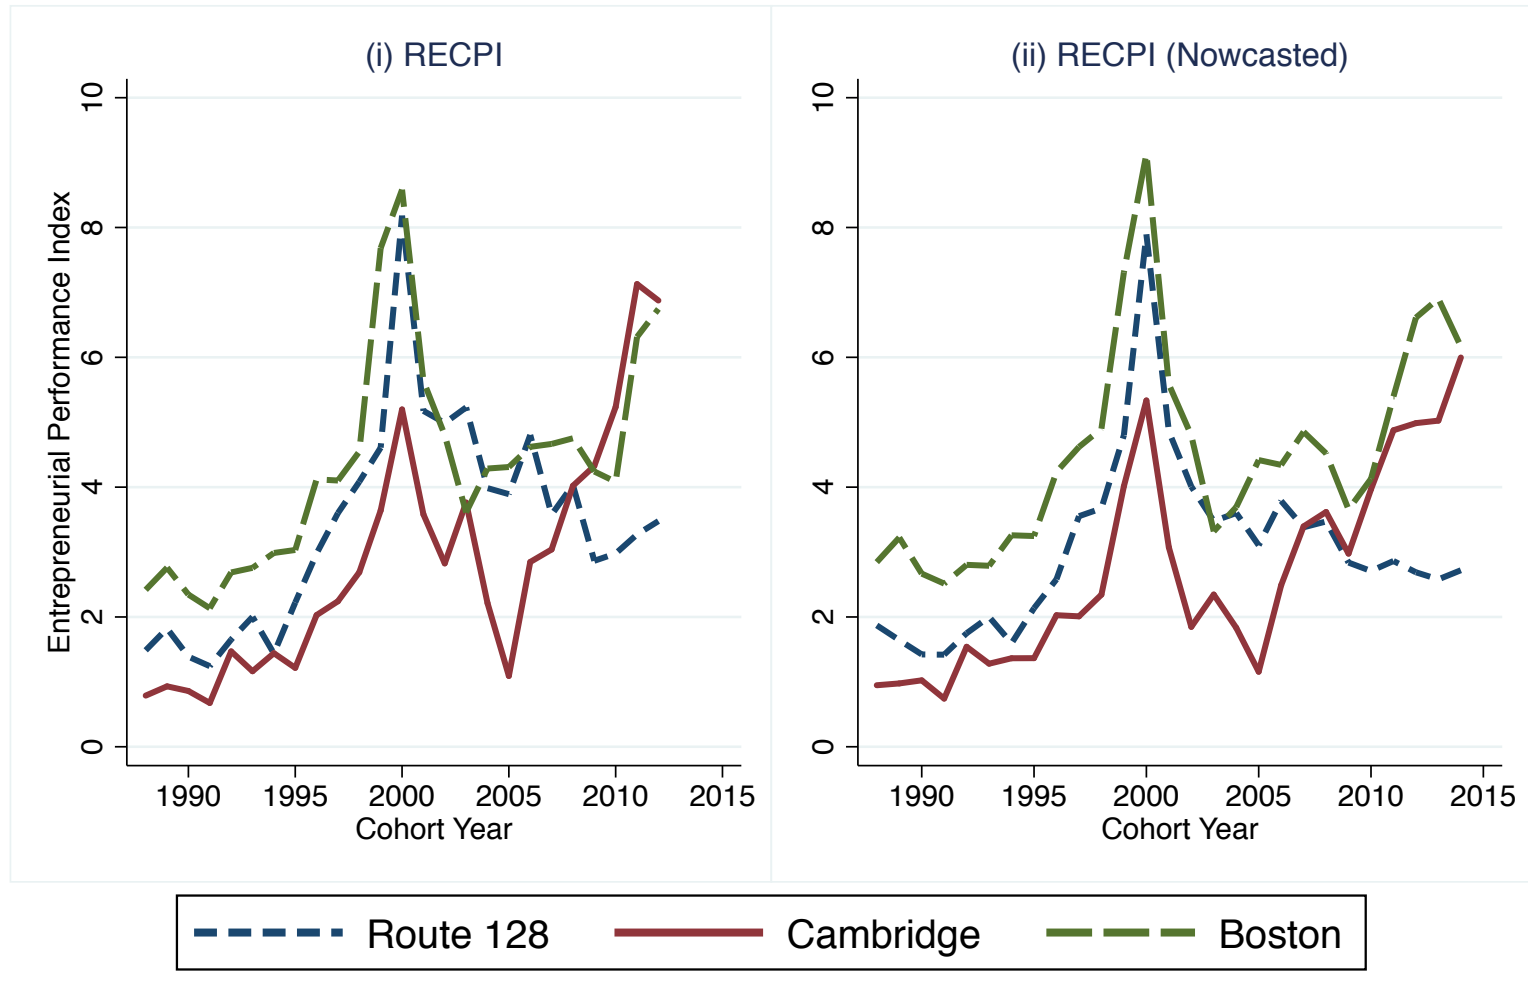 (i) RECPI
(ii) RECPI (Nowcasted)
Entrepreneurial Performance Index
10
8
6
4
2
0
1990 1995 2000 2005 2010 2015
Cohort Year
10
8
6
4
2
0
1990 1995 2000 2005 2010 2015
Cohort Year
Route 128 Cambridge Boston